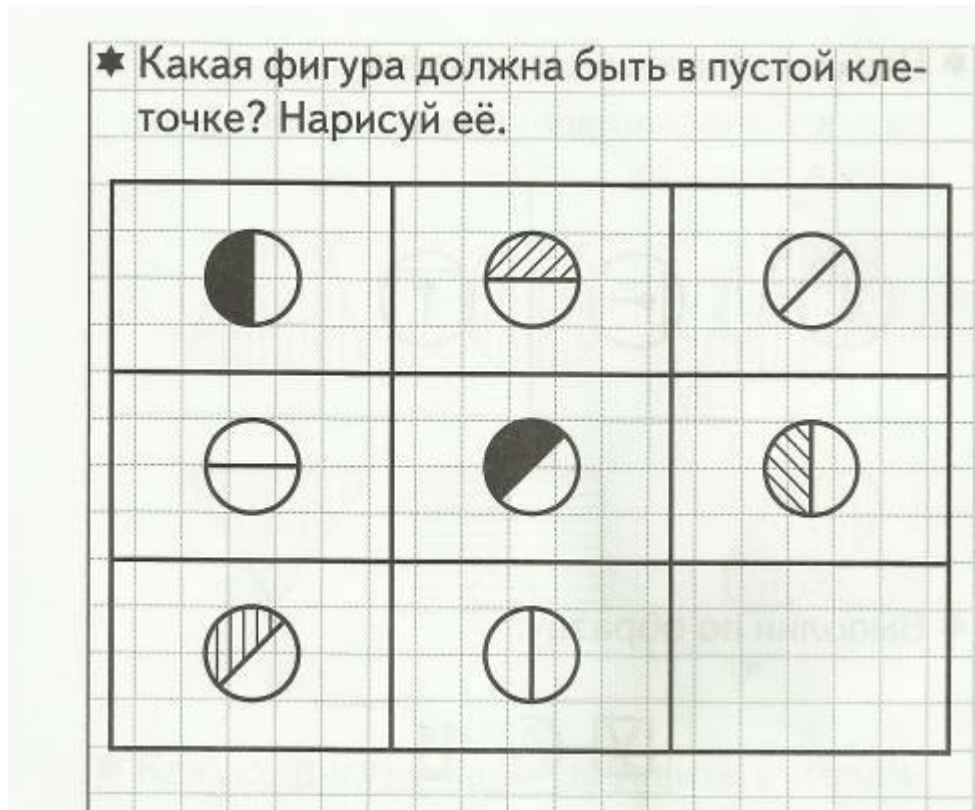 ✶ Какая фигура должна быть в пустой кле-
точке? Нарисуй её.